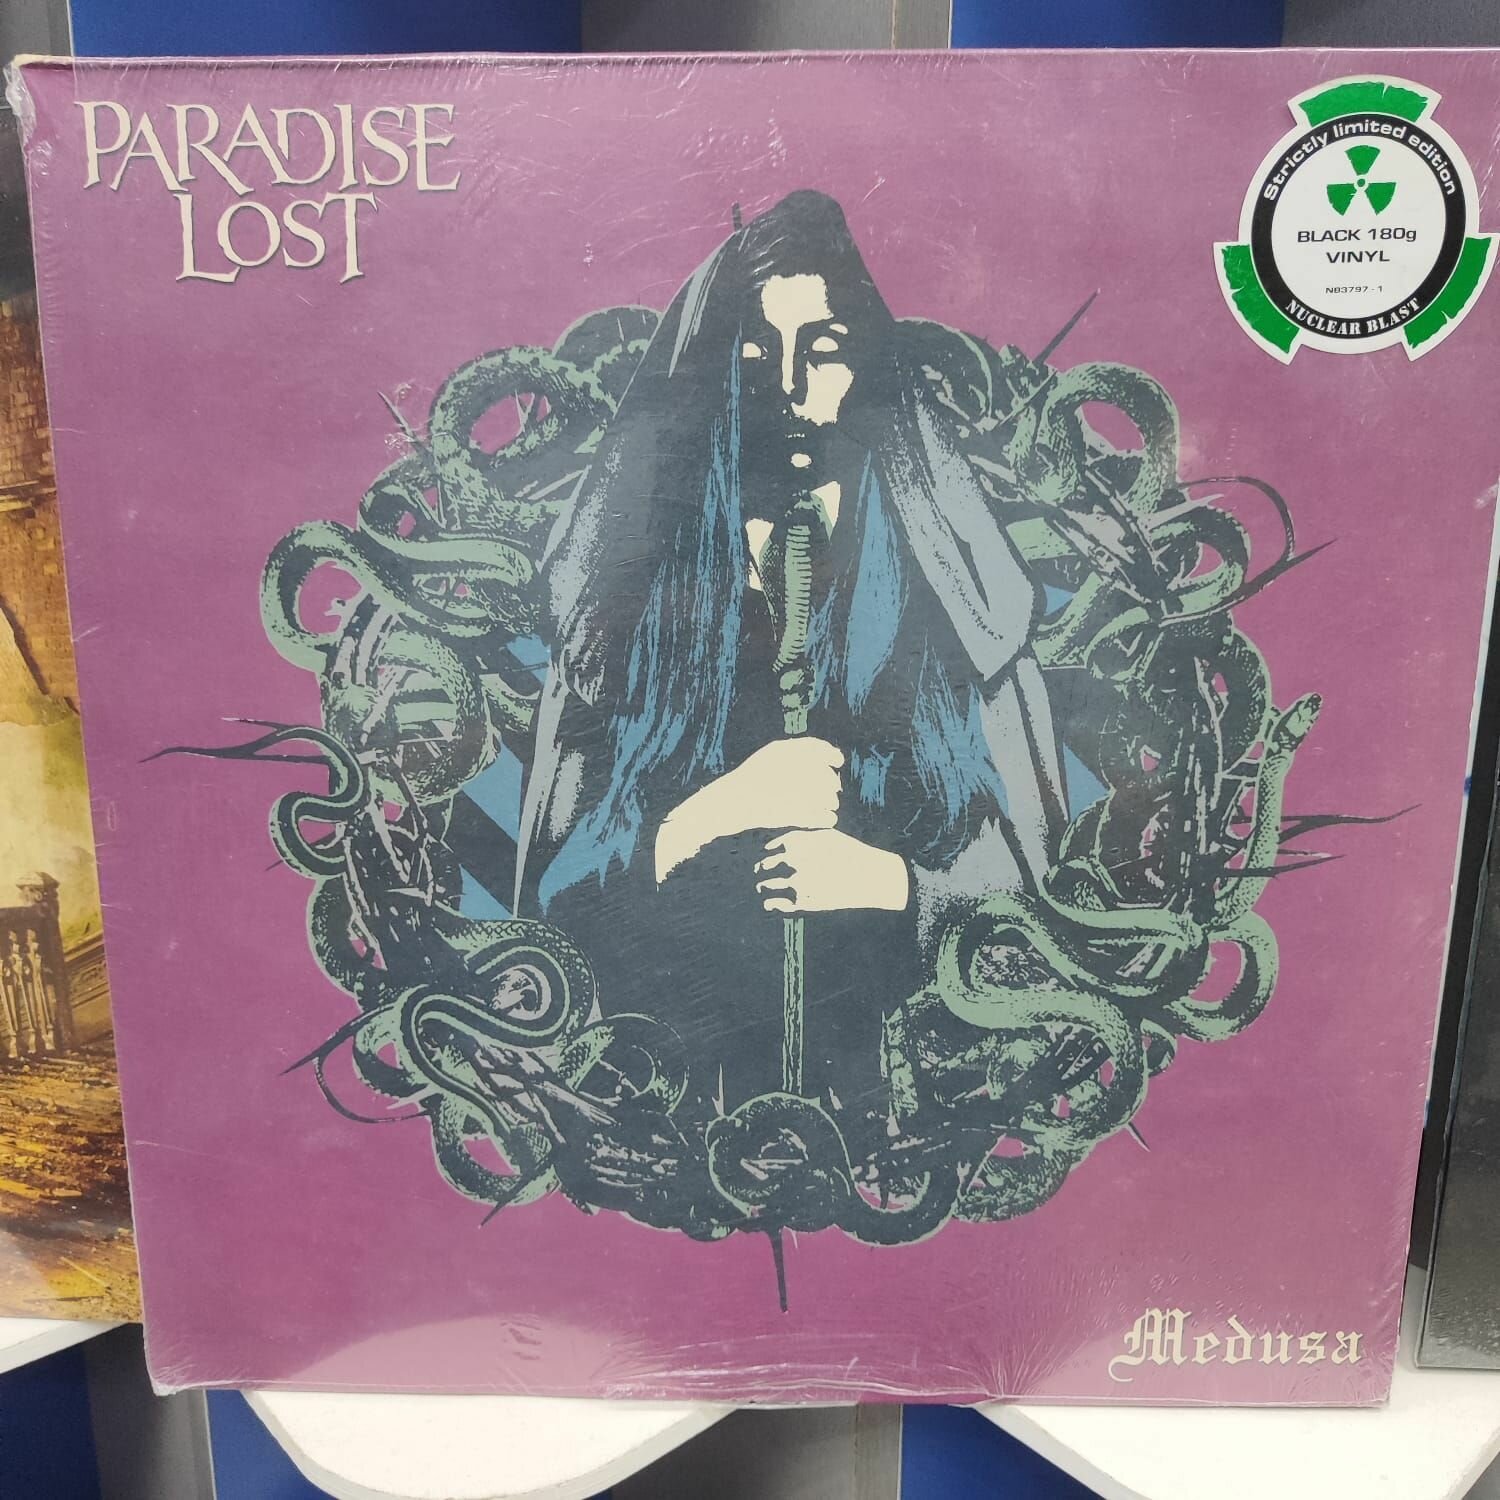 PARADISE
LOST
Strictly limited edition
BLACK 180g
VINYL
NB3797 - 1
NUCLEAR BLAST
Medusa